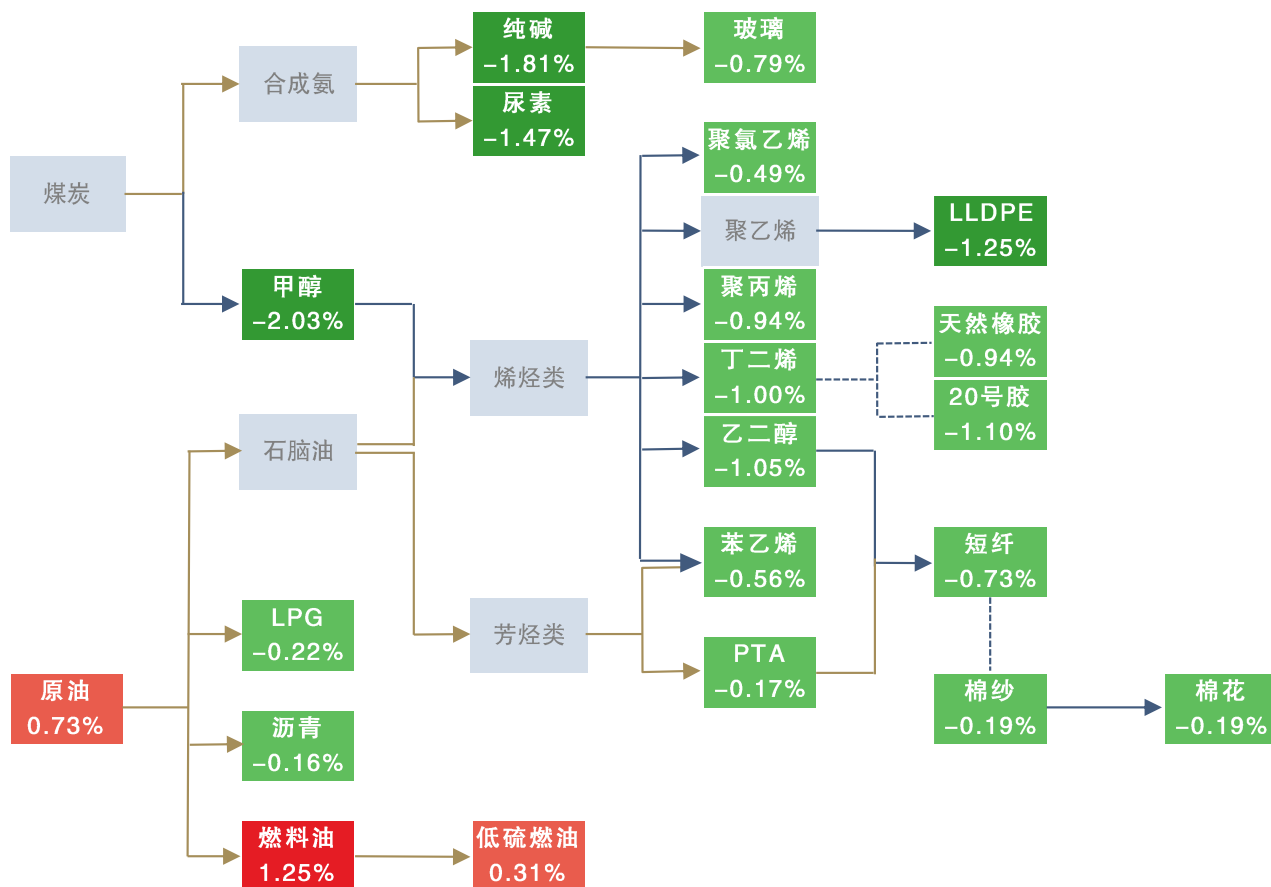 纯碱
-1.81%
玻璃
-0.79%
合成氨
尿素
-1.47%
聚氯乙烯
-0.49%
煤炭
聚乙烯
LLDPE
-1.25%
甲醇
-2.03%
聚丙烯
-0.94%
天然橡胶
-0.94%
烯烃类
丁二烯
-1.00%
20号胶
-1.10%
石脑油
乙二醇
-1.05%
苯乙烯
-0.56%
短纤
-0.73%
LPG
-0.22%
芳烃类
PTA
-0.17%
原油
0.73%
棉纱
-0.19%
棉花
-0.19%
沥青
-0.16%
燃料油
1.25%
低硫燃油
0.31%